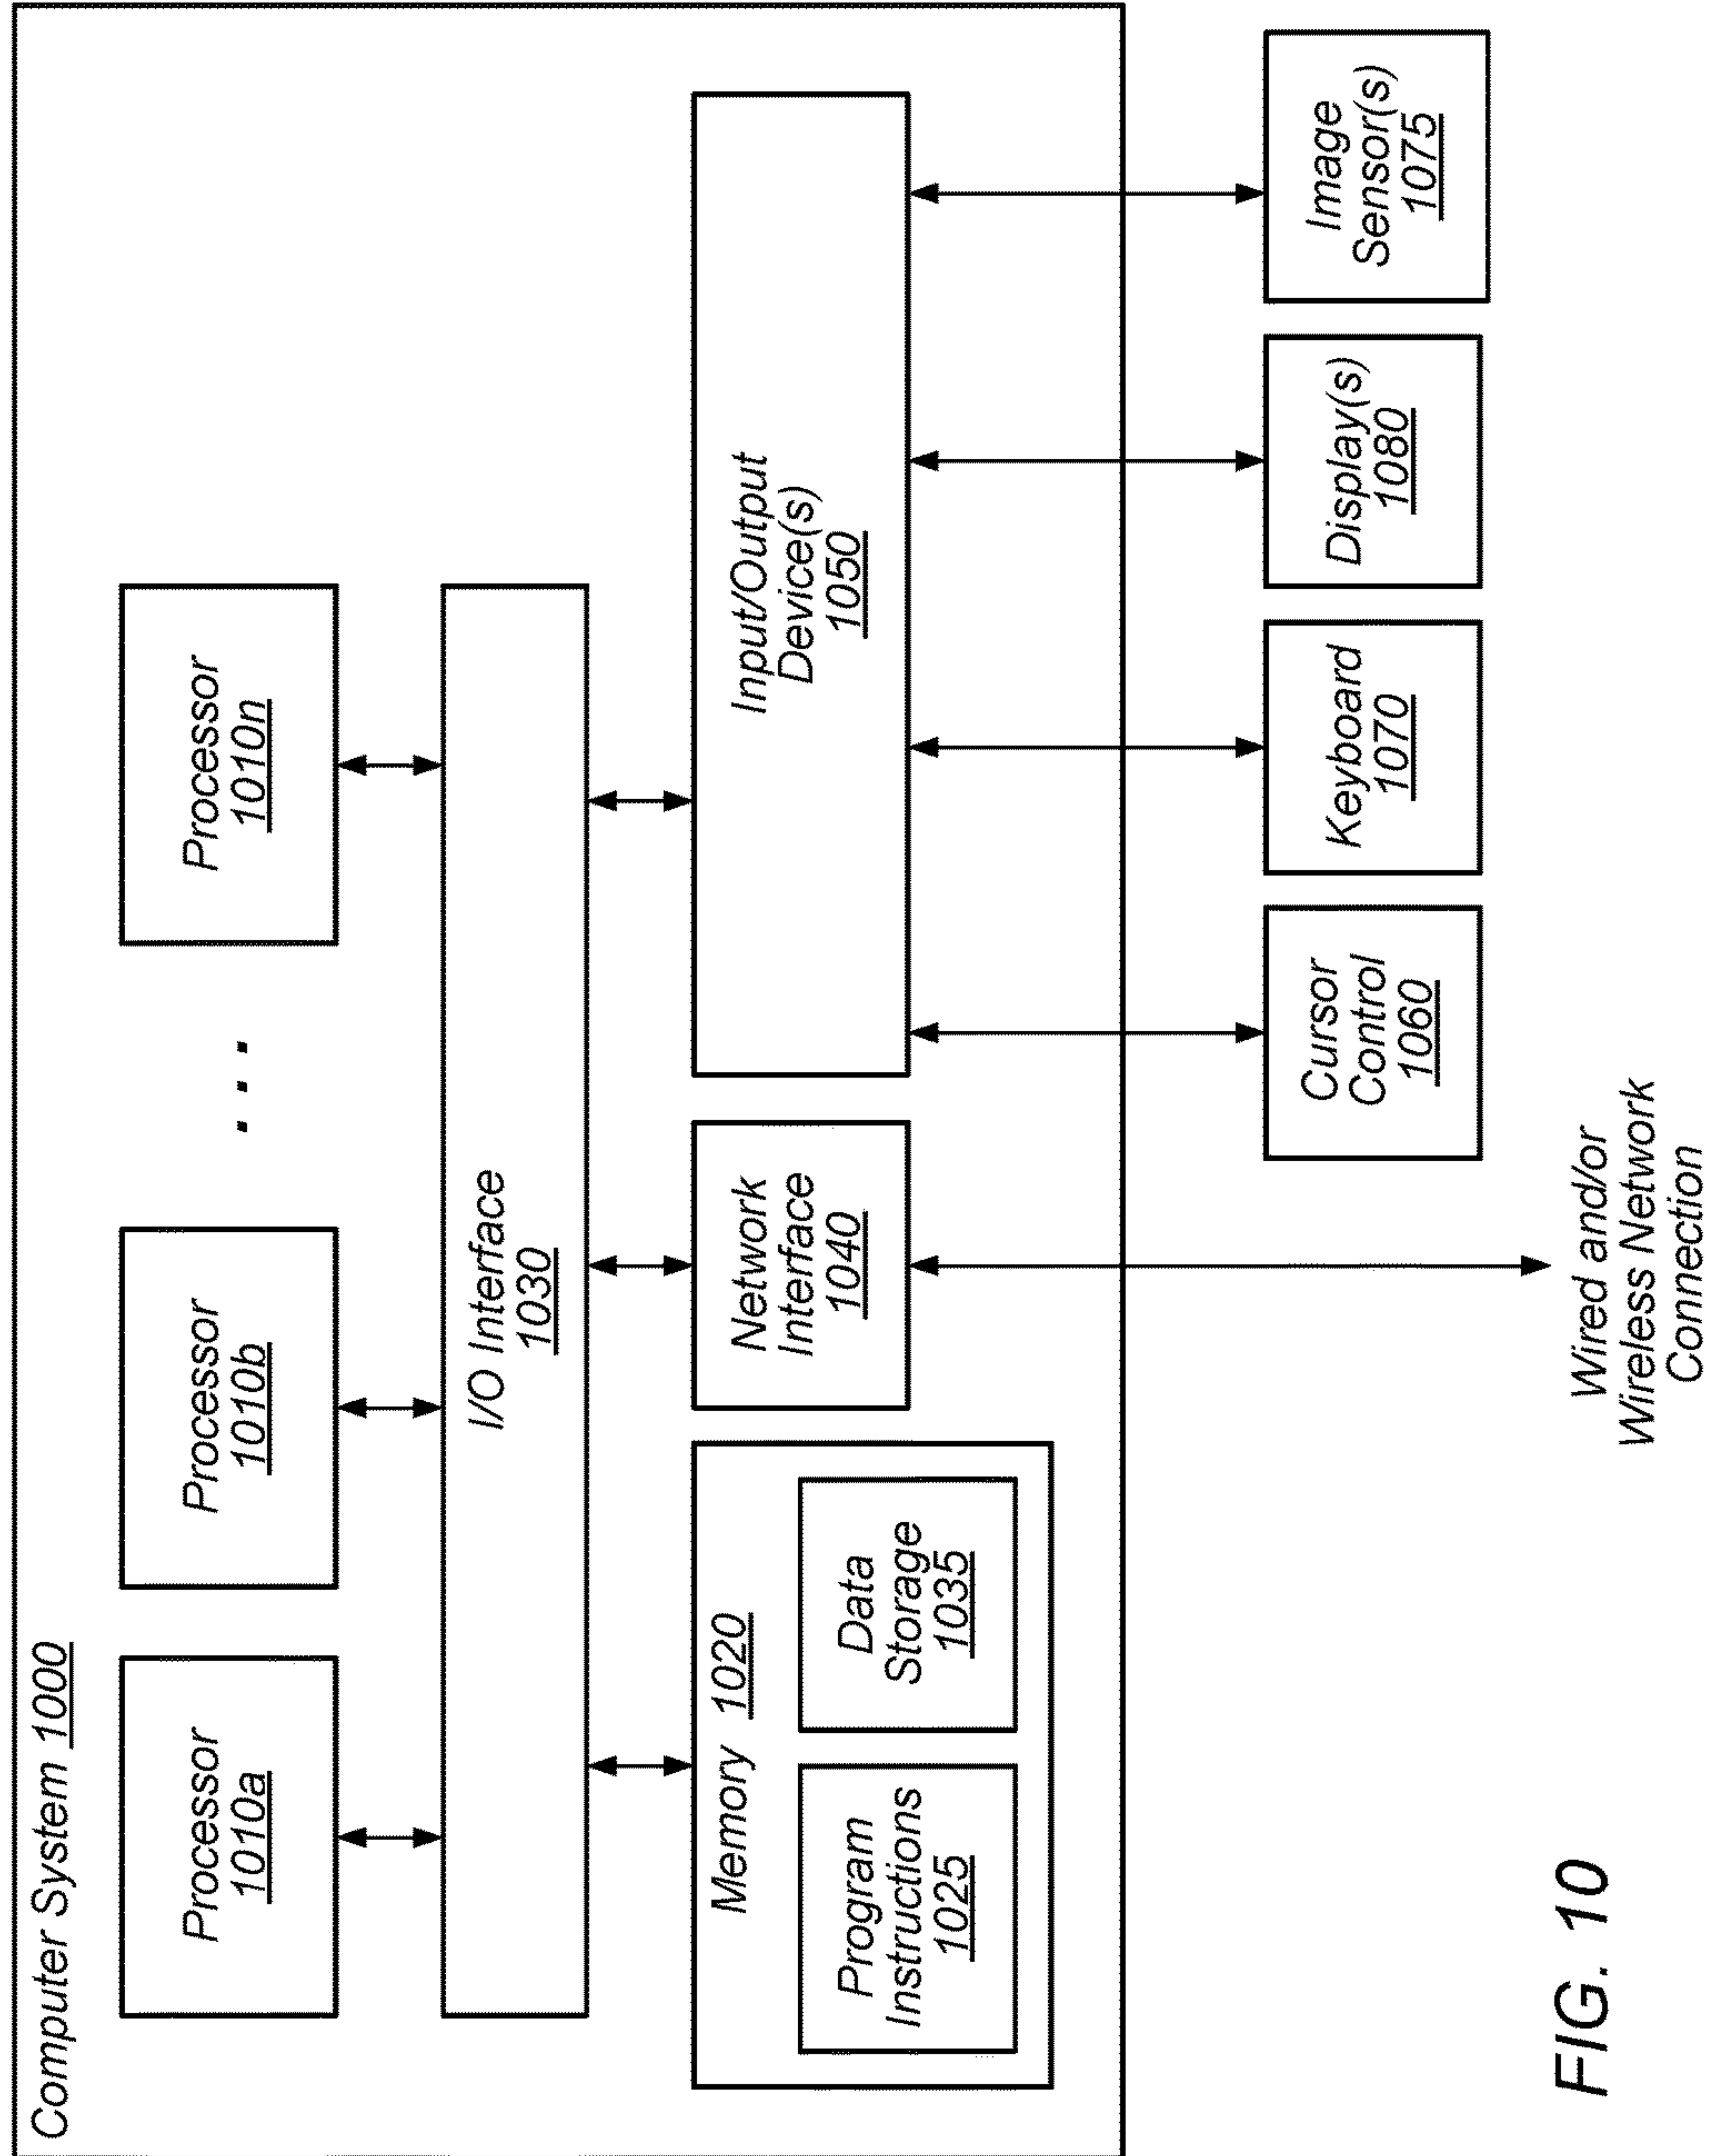 Computer System 1000
Processor
1010a
Processor
1010b
. . .
Processor
1010n
I/O Interface
1030
Memory 1020
Program
Instructions
1025
Data
Storage
1035
Network
Interface
1040
Input/Output
Device(s)
1050
Cursor
Control
1060
Keyboard
1070
Display(s)
1080
Image
Sensor(s)
1075
Wired and/or
Wireless Network
Connection
FIG. 10